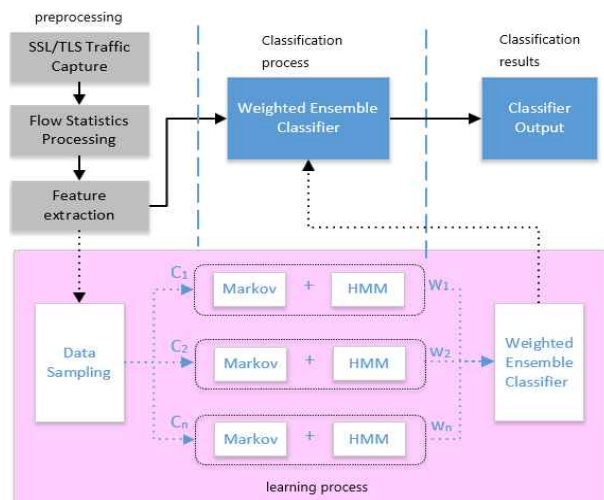 preprocessing
SSL/TLS Traffic
Capture
Flow Statistics
Processing
Feature
extraction
Classification
process
Weighted Ensemble
Classifier
Classification
results
Classifier
Output
Data
Sampling
C₁
Markov + HMM
W₁
C₂
Markov + HMM
W₂
Cₙ
Markov + HMM
Wₙ
Weighted
Ensemble
Classifier
learning process